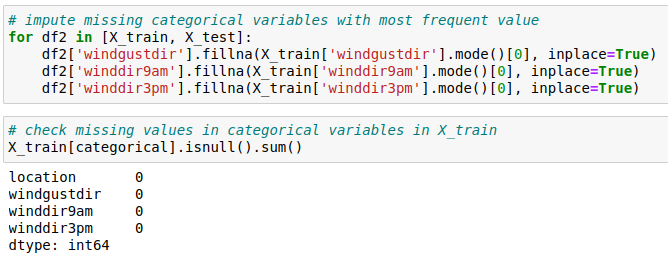 # impute missing categorical variables with most frequent value
for df2 in [X_train, X_test]:
    df2['windgustdir'].fillna(X_train['windgustdir'].mode()[0], inplace=True)
    df2['winddir9am'].fillna(X_train['winddir9am'].mode()[0], inplace=True)
    df2['winddir3pm'].fillna(X_train['winddir3pm'].mode()[0], inplace=True)
# check missing values in categorical variables in X_train
X_train[categorical].isnull().sum()
location       0
windgustdir    0
winddir9am     0
winddir3pm     0
dtype: int64